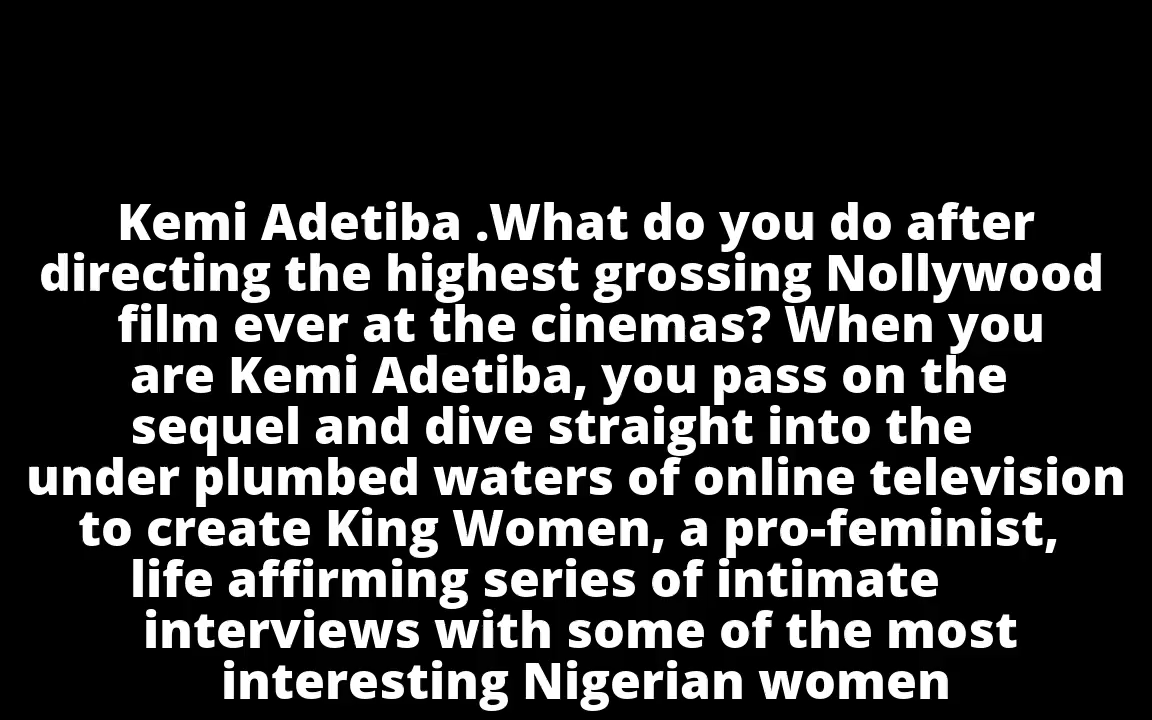 Kemi Adetiba .What do you do after
directing the highest grossing Nollywood
film ever at the cinemas? When you
are Kemi Adetiba, you pass on the
sequel and dive straight into the
under plumbed waters of online television
to create King Women, a pro-feminist,
life affirming series of intimate
interviews with some of the most
interesting Nigerian women